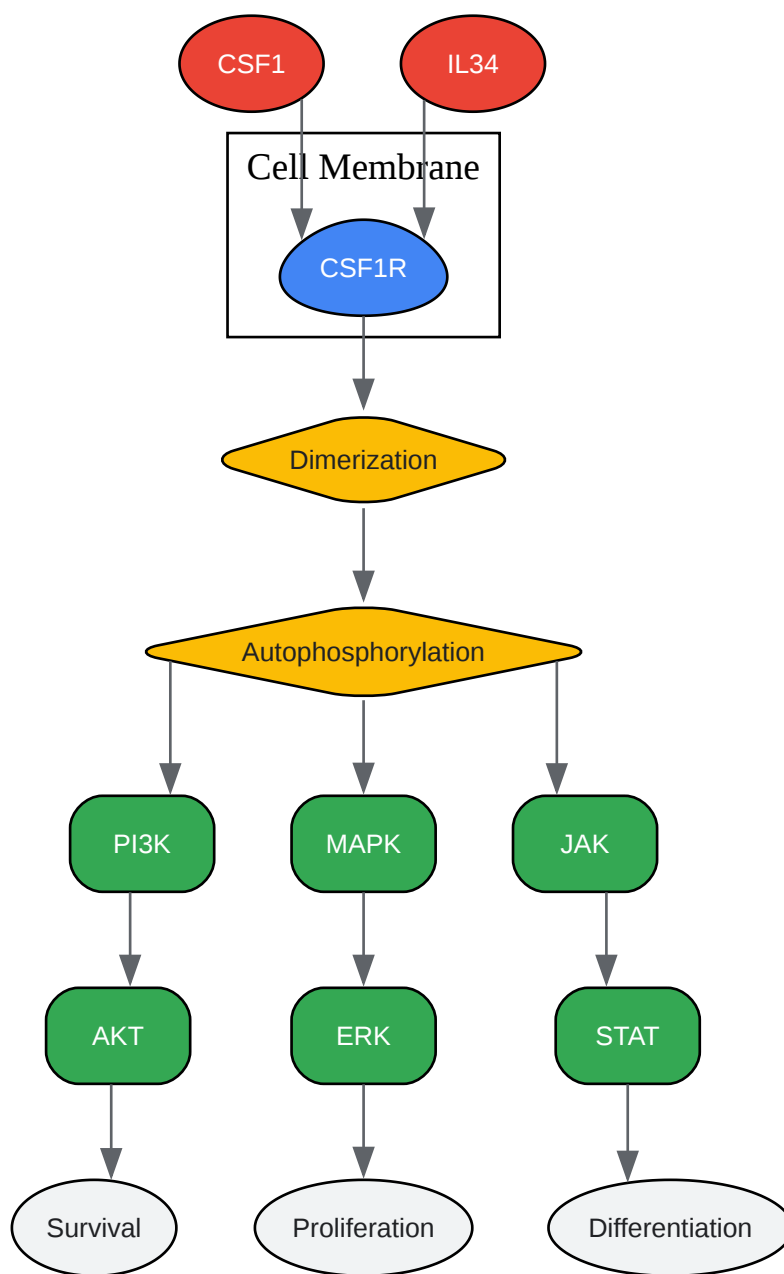 CSF1
IL34
Cell Membrane
CSF1R
Dimerization
Autophosphorylation
PI3K
MAPK
JAK
AKT
ERK
STAT
Survival
Proliferation
Differentiation